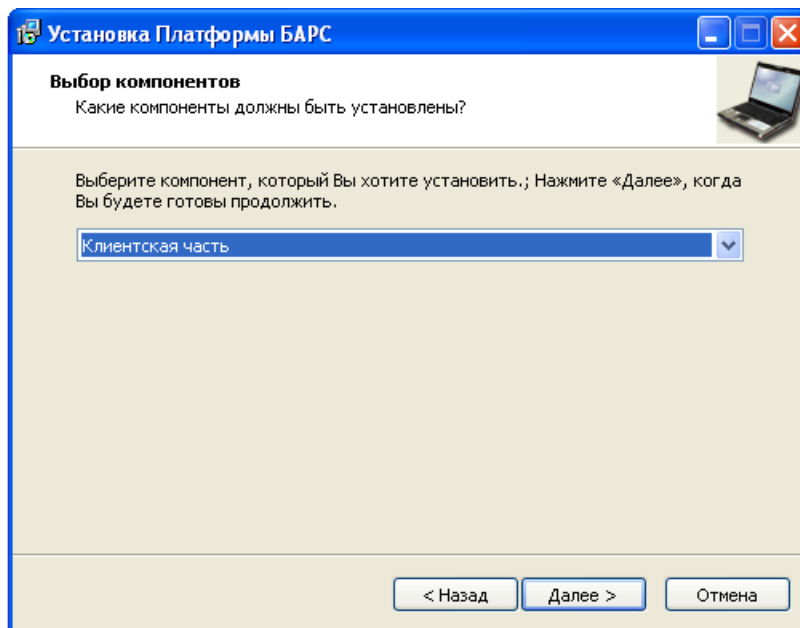 Установка Платформы БАРС
Выбор компонентов
Какие компоненты должны быть установлены?
Выберите компонент, который Вы хотите установить.; Нажмите «Далее», когда
Вы будете готовы продолжить.
Клиентская часть
< Назад
Далее >
Отмена